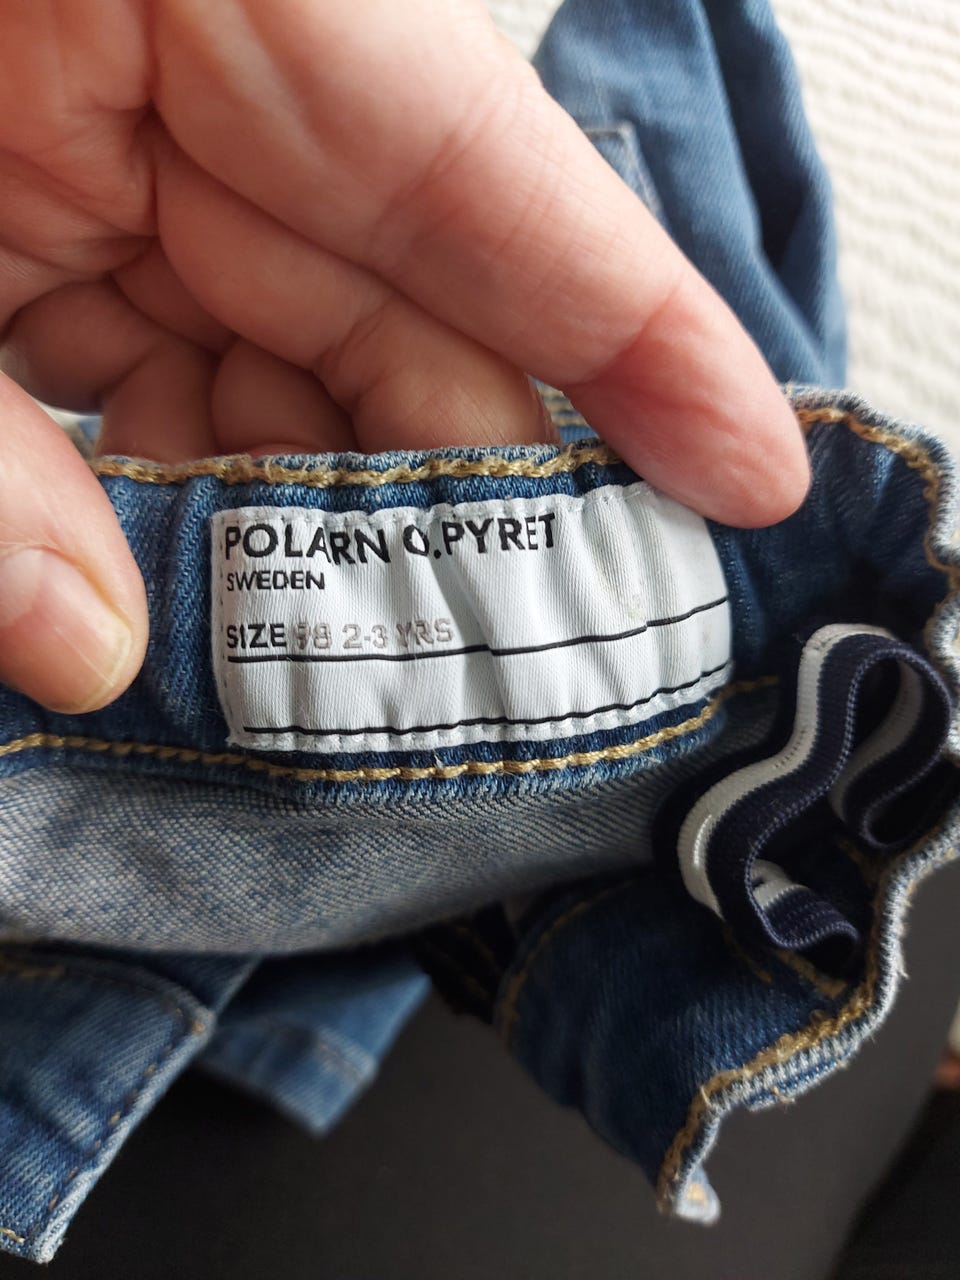 POLARN O.PYRET
SWEDEN
SIZE 98 2-3 YRS